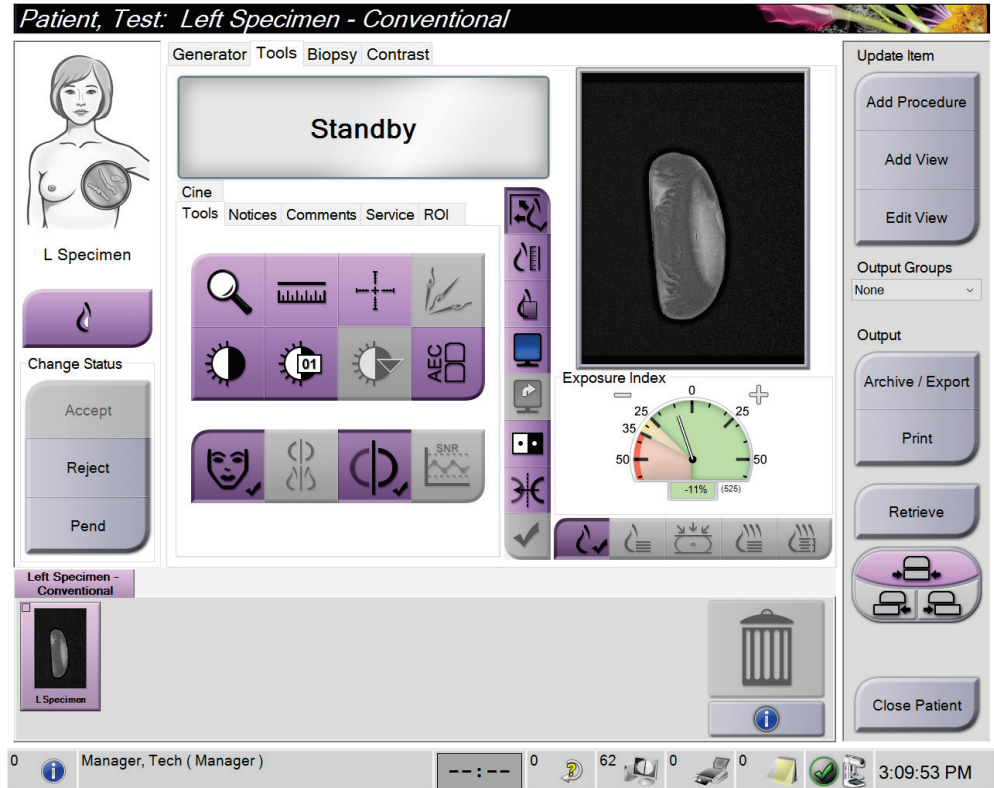 Patient, Test: Left Specimen - Conventional
Generator Tools Biopsy Contrast
Standby
Cine
Tools Notices Comments Service ROI
01
AEC
SNR
L Specimen
Change Status
Accept
Reject
Pend
Exposure Index
0
25 25
35
50 50
-11% (525)
Update Item
Add Procedure
Add View
Edit View
Output Groups
None
Output
Archive / Export
Print
Retrieve
Close Patient
Left Specimen -
Conventional
L Specimen
0 Manager, Tech ( Manager ) --:-- 0 62 0 0 3:09:53 PM